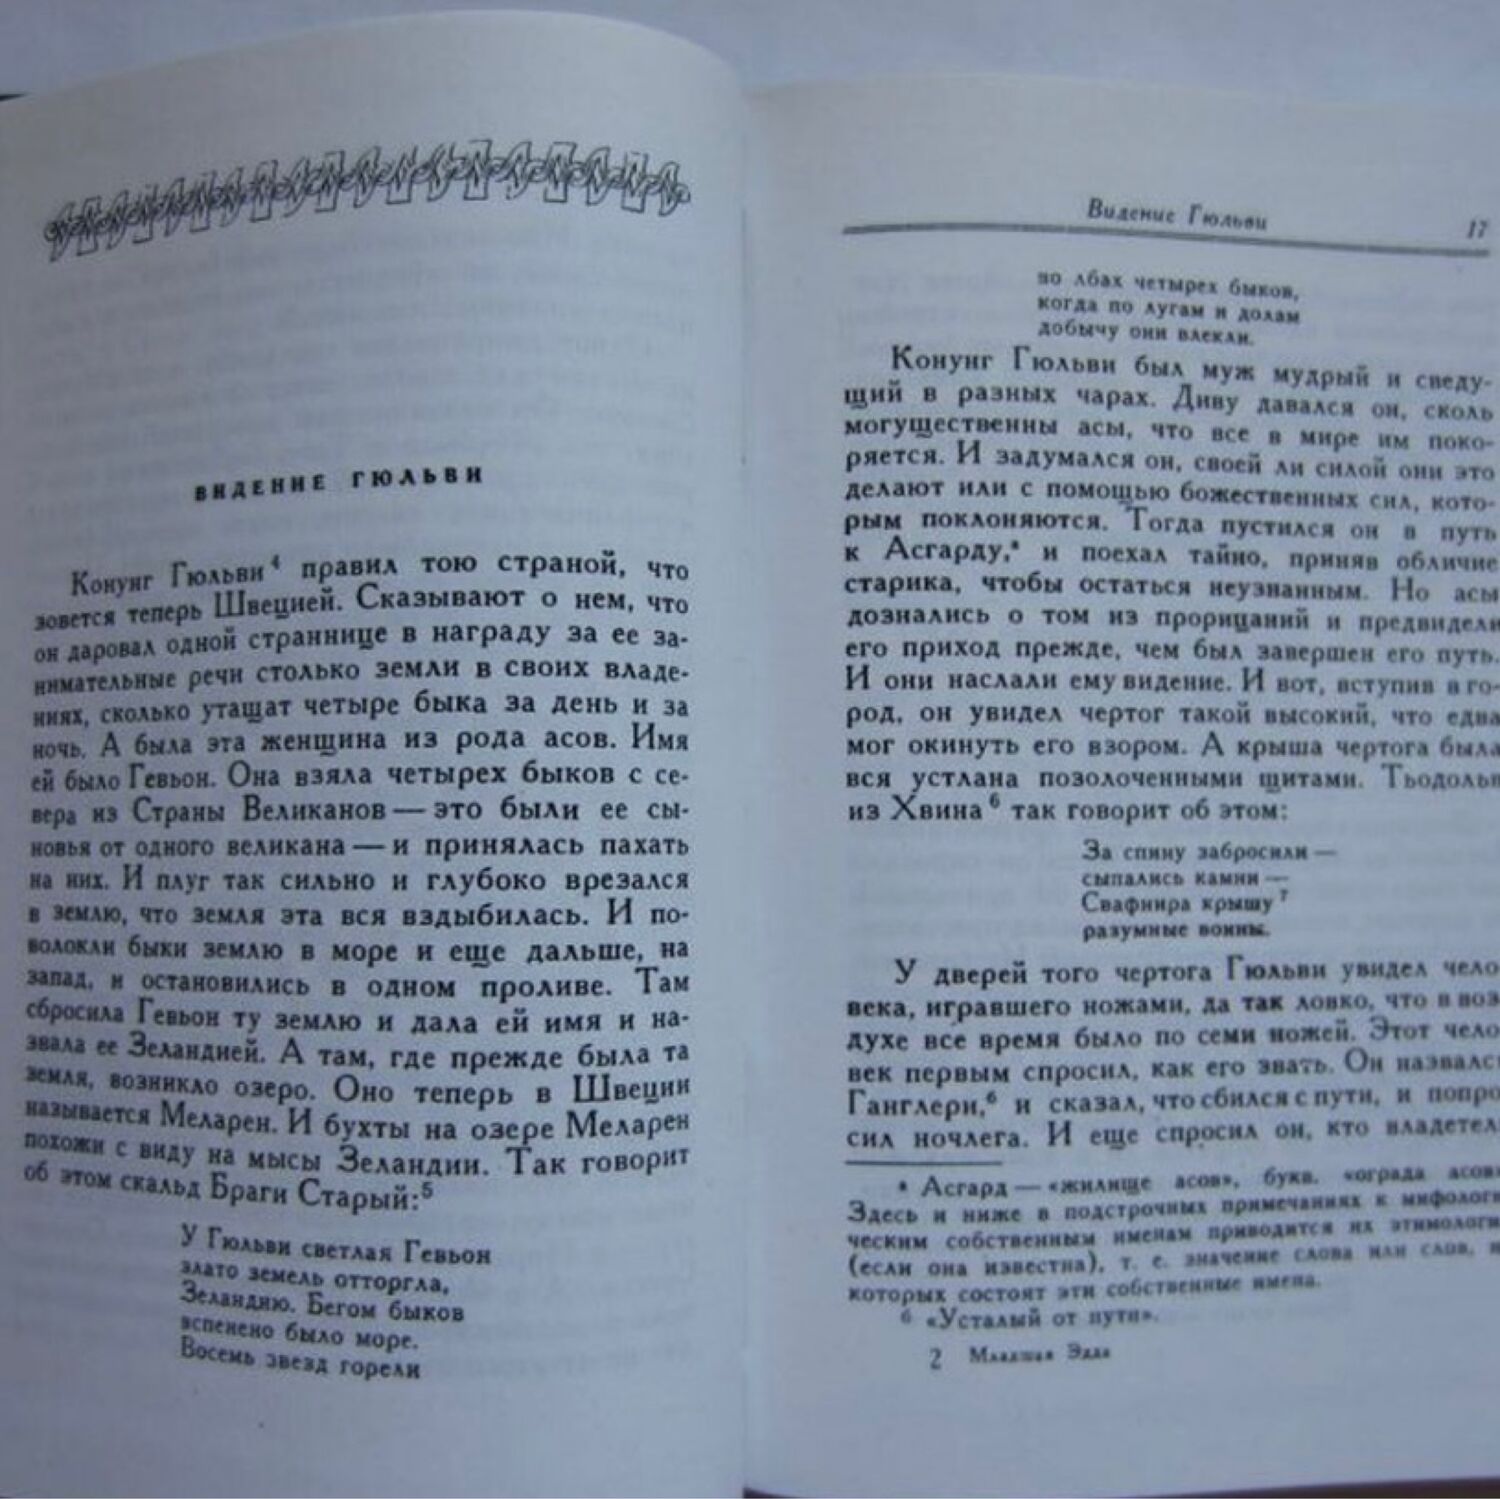 ВИДЕНИЕ ГЮЛЬВИ
Конунг Гюльви⁴ правил тою страной, что
зовется теперь Швецией. Сказывают о нем, что
он даровал одной страннице в награду за ее за-
нимательные речи столько земли в своих владе-
ниях, сколько утащат четыре быка за день и за
ночь. А была эта женщина из рода асов. Имя
ей было Гевьон. Она взяла четырех быков с се-
вера из Страны Великанов — это были ее сы-
новья от одного великана — и принялась пахать
на них. И плуг так сильно и глубоко врезался
в землю, что земля эта вся вздыбилась. И по-
волокли быки землю в море и еще дальше, на
запад, и остановились в одном проливе. Там
сбросила Гевьон ту землю и дала ей имя и на-
звала ее Зеландией. А там, где прежде была та
земля, возникло озеро. Оно теперь в Швеции
называется Меларен. И бухты на озере Меларен
похожи с виду на мысы Зеландии. Так говорит
об этом скальд Браги Старый:⁵
У Гюльви светлая Гевьон
злато земель отторгла,
Зеландию. Бегом быков
вспенено было море.
Восемь звезд горели
Видение Гюльви 17
во лбах четырех быков,
когда по лугам и долам
добычу они влекли.
Конунг Гюльви был муж мудрый и сведу-
щий в разных чарах. Диву давался он, сколь
могущественны асы, что все в мире им поко-
ряется. И задумался он, своей ли силой они это
делают или с помощью божественных сил, кото-
рым поклоняются. Тогда пустился он в путь
к Асгарду,ᵃ и поехал тайно, приняв обличие
старика, чтобы остаться неузнанным. Но асы
дознались о том из прорицаний и предвидели
его приход прежде, чем был завершен его путь.
И они наслали ему видение. И вот, вступив в го-
род, он увидел чертог такой высокий, что едва
мог окинуть его взором. А крыша чертога была
вся устлана позолоченными щитами. Тьодольв
из Хвина⁶ так говорит об этом:
За спину забросили —
сыпались камни —
Свафнира крышу⁷
разумные воины.
У дверей того чертога Гюльви увидел чело
века, игравшего ножами, да так ловко, что в воз
духе все время было по семи ножей. Этот чело
век первым спросил, как его звать. Он назвалс
Ганглери,⁶ и сказал, что сбился с пути, и попро
сил ночлега. И еще спросил он, кто владетел
ᵃ Асгард — «жилище асов», букв. «ограда асов
Здесь и ниже в подстрочных примечаниях к мифологи
ческим собственным именам приводится их этимологи
(если она известна), т. е. значение слова или слов, и
которых состоят эти собственные имена.
⁶ «Усталый от пути».
2 Младшая Эдда